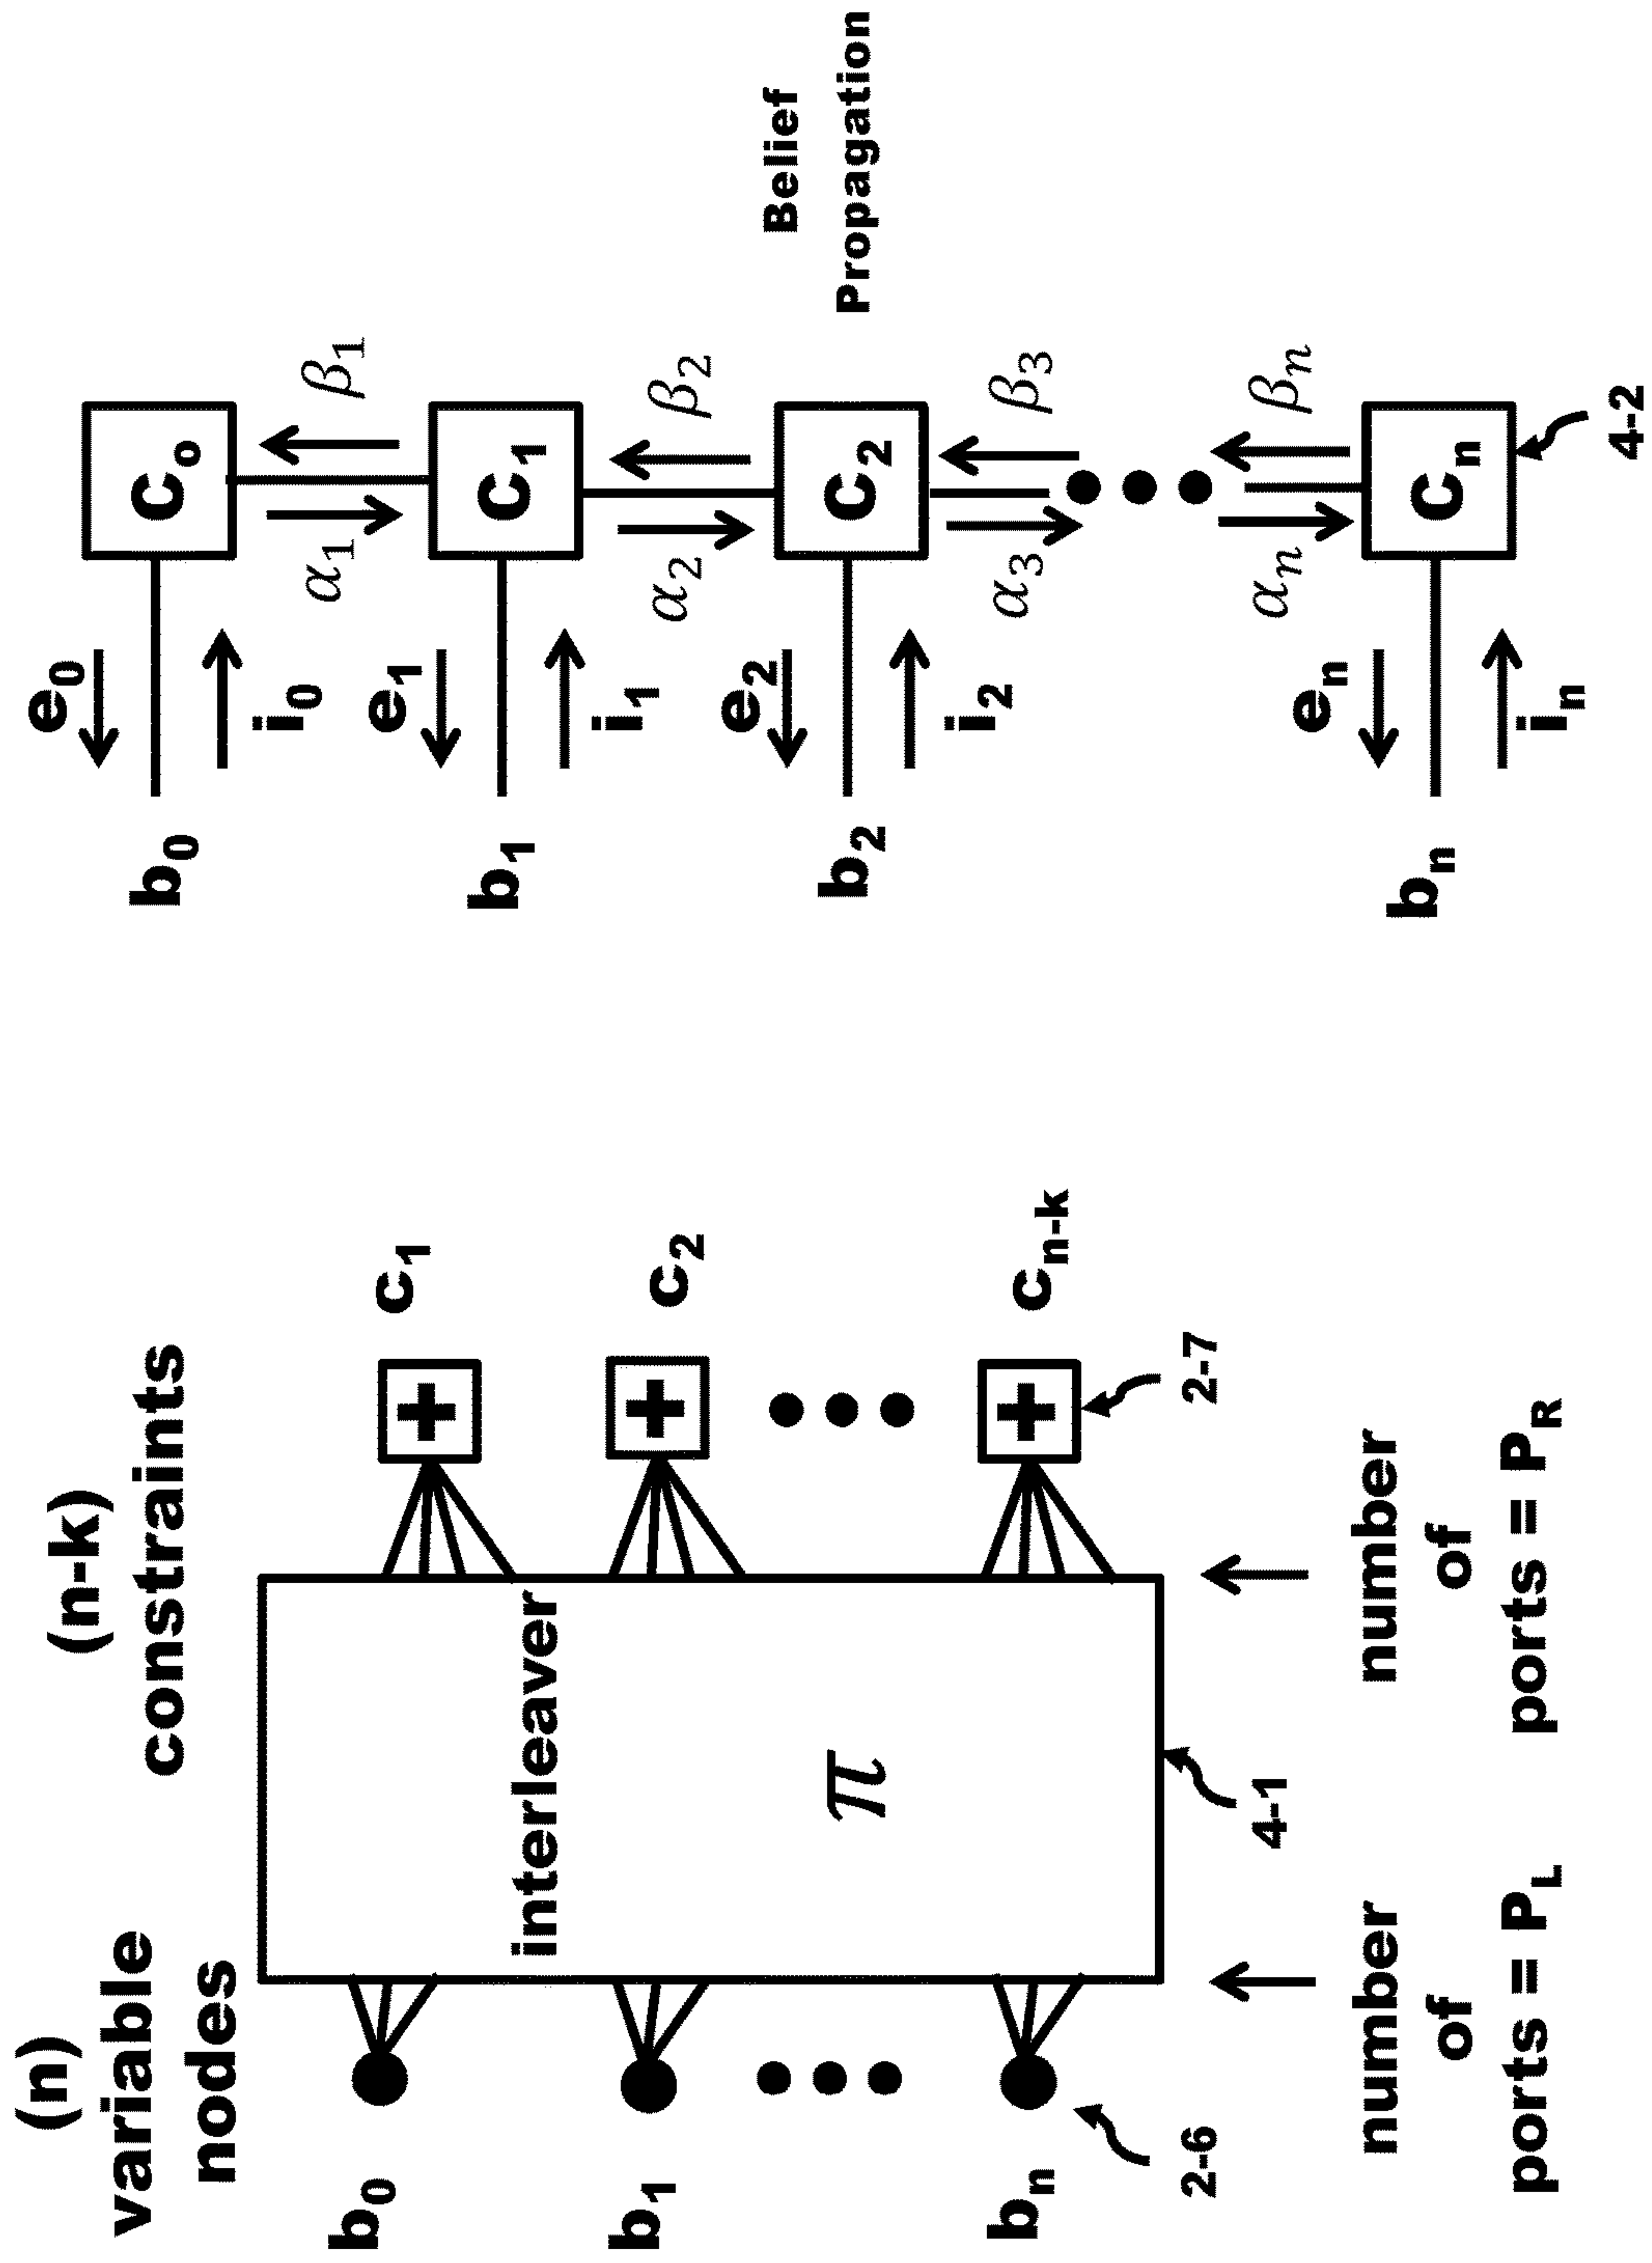 (n)
variable
nodes
(n-k)
constraints
b0
b1
bn
interleaver
π
c1
c2
cn-k
2-6
4-1
2-7
number
of
ports = PL
number
of
ports = PR
e0
b0
i0
C0
α1
β1
e1
b1
i1
C1
α2
β2
e2
b2
i2
C2
α3
β3
αn
βn
en
bn
in
Cn
4-2
Belief
Propagation